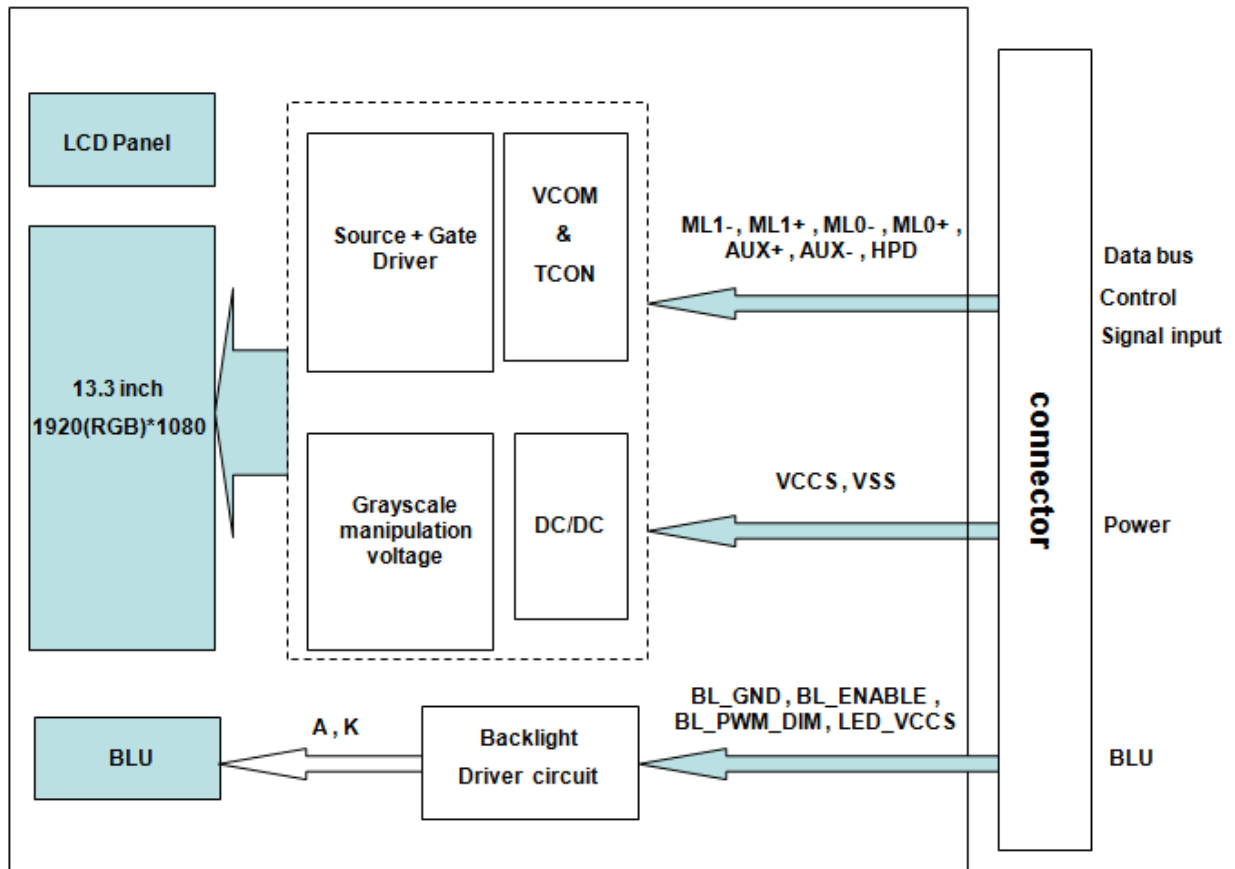 LCD Panel
13.3 inch
1920(RGB)*1080
Source + Gate
Driver
VCOM
&
TCON
Grayscale
manipulation
voltage
DC/DC
ML1- , ML1+ , ML0- , ML0+ ,
AUX+ , AUX- , HPD
VCCS , VSS
BL_GND , BL_ENABLE ,
BL_PWM_DIM, LED_VCCS
A , K
Backlight
Driver circuit
BLU
connector
Data bus
Control
Signal input
Power
BLU